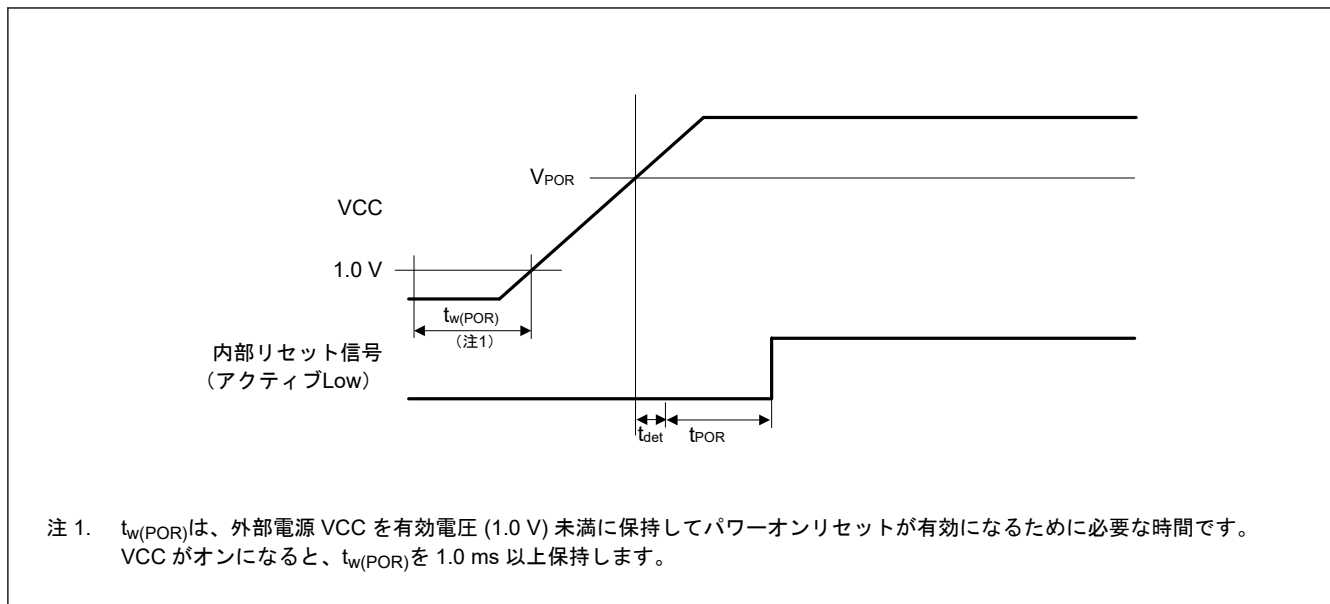 VPOR
VCC
1.0 V
tw(POR)
（注1）
内部リセット信号
（アクティブLow）
tdet
tPOR
注 1. tw(POR)は、外部電源 VCC を有効電圧 (1.0 V) 未満に保持してパワーオンリセットが有効になるために必要な時間です。
VCC がオンになると、tw(POR)を 1.0 ms 以上保持します。